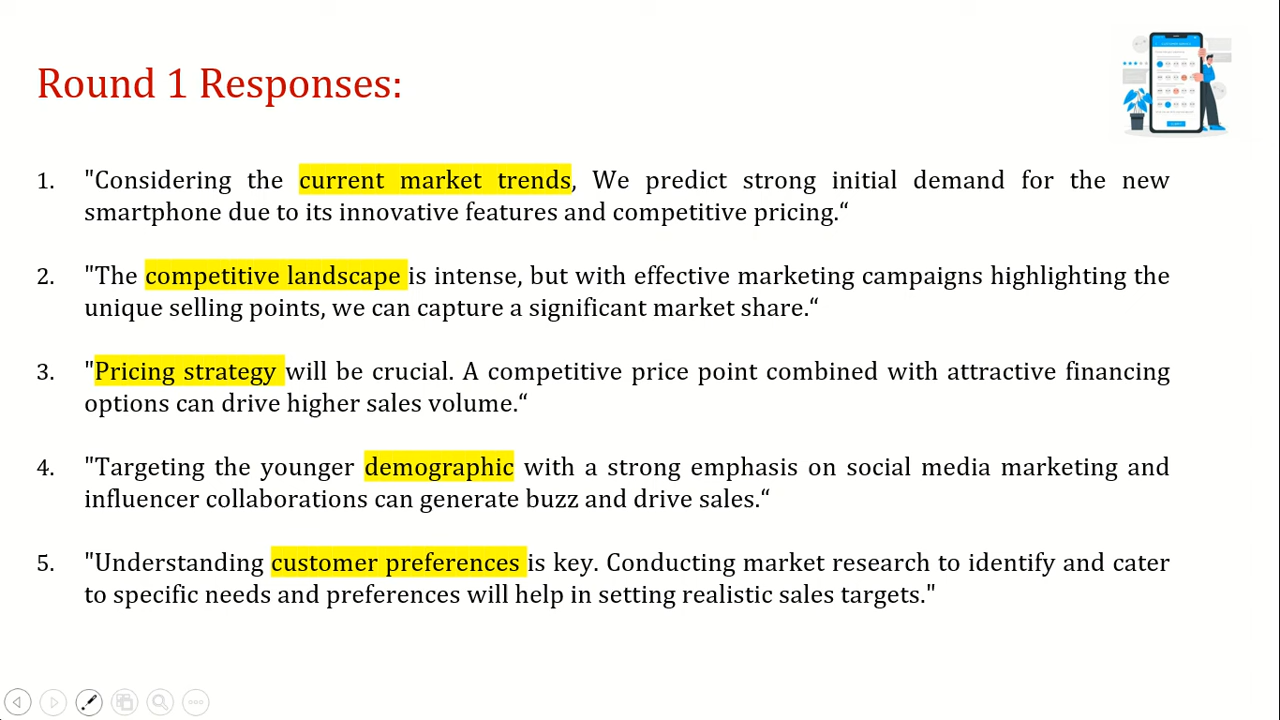 Round 1 Responses:
1. "Considering the current market trends, We predict strong initial demand for the new
smartphone due to its innovative features and competitive pricing.“
2. "The competitive landscape is intense, but with effective marketing campaigns highlighting the
unique selling points, we can capture a significant market share.“
3. "Pricing strategy will be crucial. A competitive price point combined with attractive financing
options can drive higher sales volume.“
4. "Targeting the younger demographic with a strong emphasis on social media marketing and
influencer collaborations can generate buzz and drive sales.“
5. "Understanding customer preferences is key. Conducting market research to identify and cater
to specific needs and preferences will help in setting realistic sales targets."